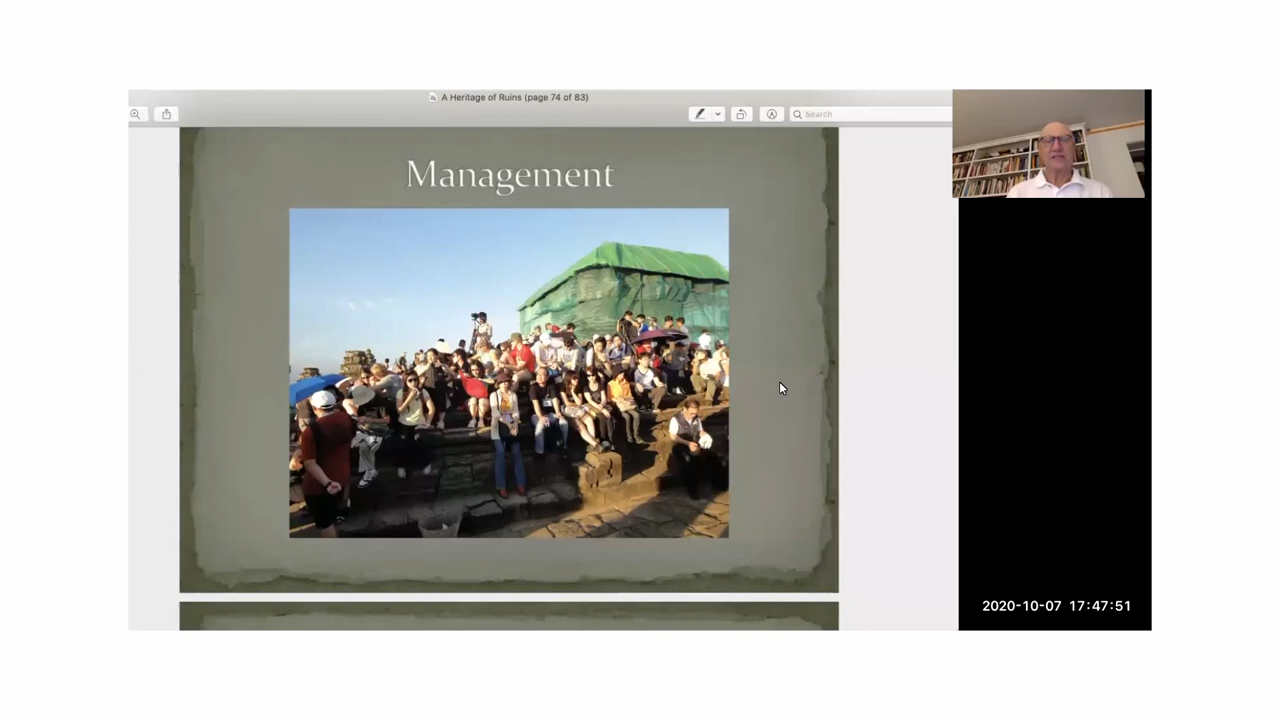 A Heritage of Ruins (page 74 of 83)
Search
Management
2020-10-07 17:47:51